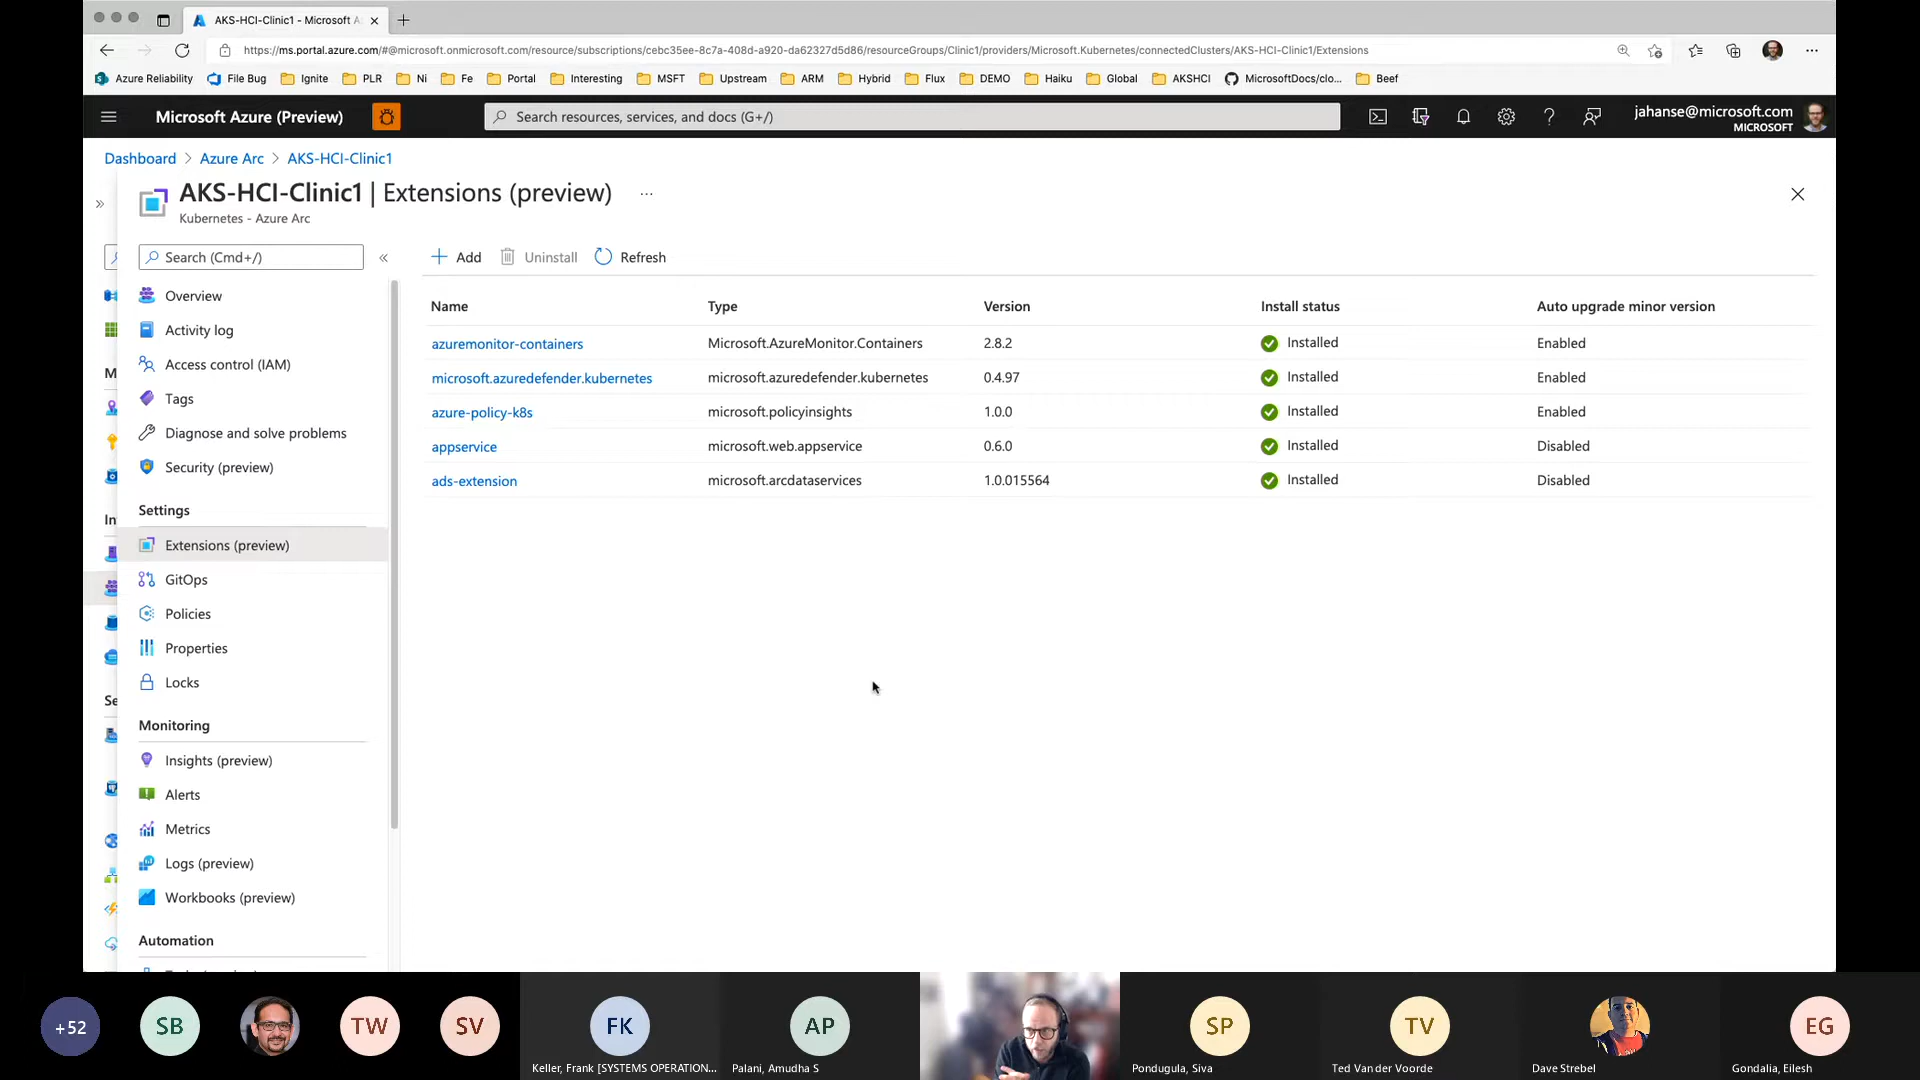 AKS-HCI-Clinic1 - Microsoft A
https://ms.portal.azure.com/#@microsoft.onmicrosoft.com/resource/subscriptions/cebc35ee-8c7a-408d-a920-da62327d5d86/resourceGroups/Clinic1/providers/Microsoft.Kubernetes/connectedClusters/AKS-HCI-Clinic1/Extensions
Azure Reliability File Bug Ignite PLR Ni Fe Portal Interesting MSFT Upstream ARM Hybrid Flux DEMO Haiku Global AKSHCI MicrosoftDocs/clo... Beef
Microsoft Azure (Preview) Search resources, services, and docs (G+/) jahanse@microsoft.com
MICROSOFT
Dashboard > Azure Arc > AKS-HCI-Clinic1
AKS-HCI-Clinic1 | Extensions (preview) ...
Kubernetes - Azure Arc
Search (Cmd+/) « + Add Uninstall Refresh
Name Type Version Install status Auto upgrade minor version
azuremonitor-containers Microsoft.AzureMonitor.Containers 2.8.2 Installed Enabled
microsoft.azuredefender.kubernetes microsoft.azuredefender.kubernetes 0.4.97 Installed Enabled
azure-policy-k8s microsoft.policyinsights 1.0.0 Installed Enabled
appservice microsoft.web.appservice 0.6.0 Installed Disabled
ads-extension microsoft.arcdataservices 1.0.015564 Installed Disabled
Overview
Activity log
Access control (IAM)
M
Tags
Diagnose and solve problems
Security (preview)
Settings
In
Extensions (preview)
GitOps
Policies
Properties
Locks
Se
Monitoring
Insights (preview)
Alerts
Metrics
Logs (preview)
Workbooks (preview)
Automation
+52 SB TW SV FK AP SP TV EG
Keller, Frank [SYSTEMS OPERATION... Palani, Amudha S Pondugula, Siva Ted Van der Voorde Dave Strebel Gondalia, Eilesh